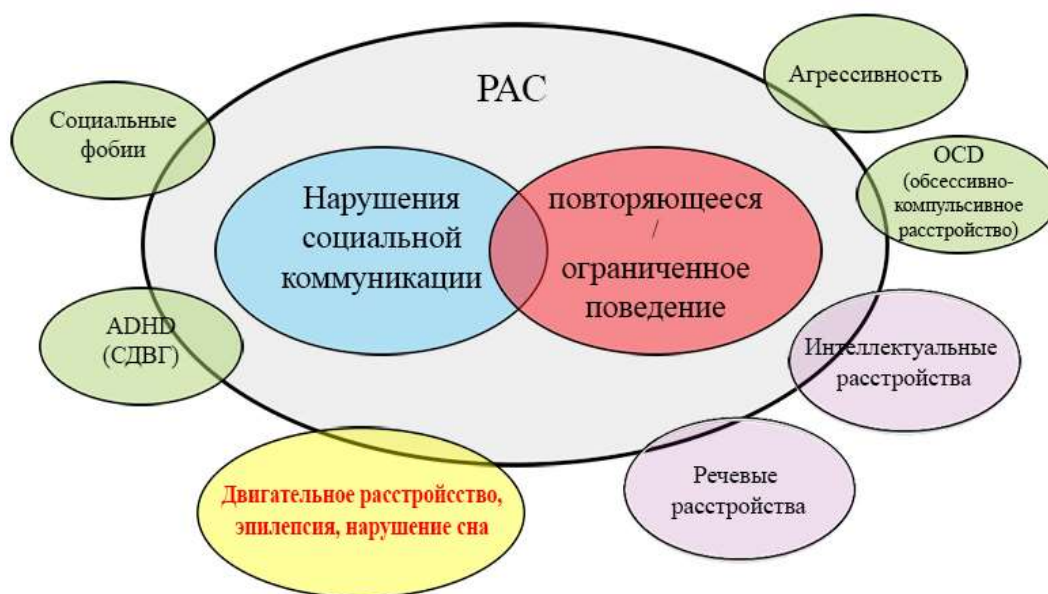 РАС
Агрессивность
Социальные
фобии
OCD
(обсессивно-
компульсивное
расстройство)
Нарушения
социальной
коммуникации
повторяющееся
/
ограниченное
поведение
ADHD
(СДВГ)
Интеллектуальные
расстройства
Речевые
расстройства
Двигательное расстройсство,
эпилепсия, нарушение сна